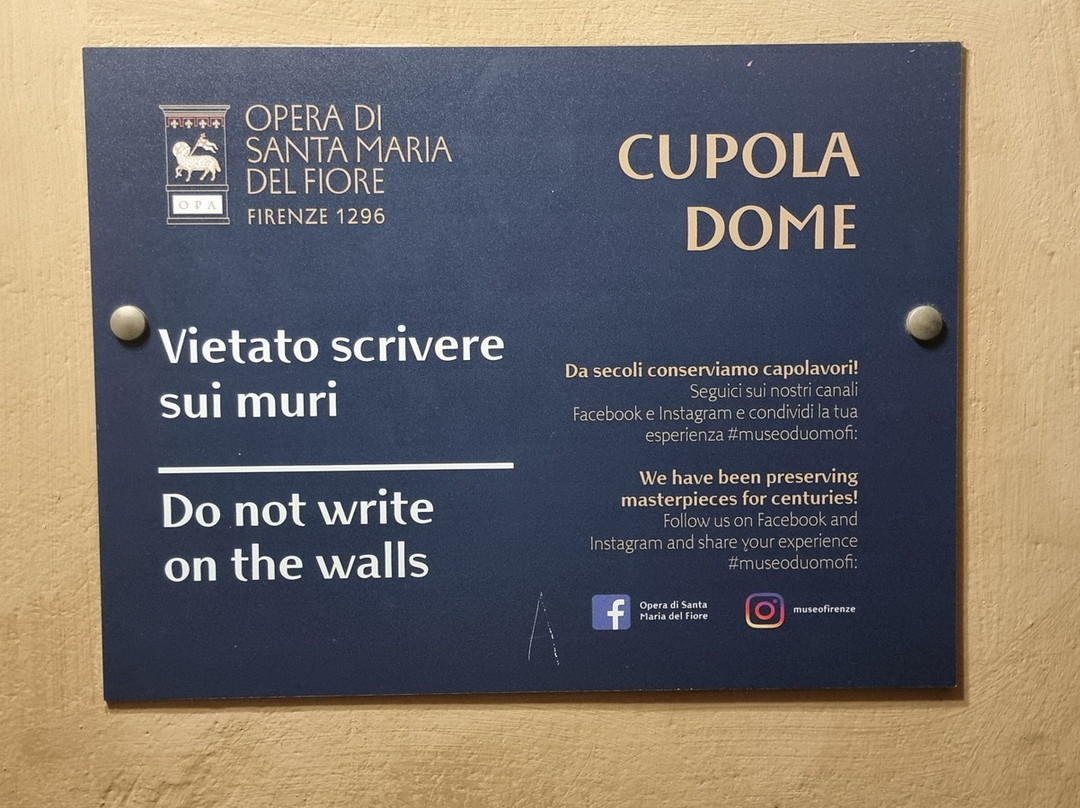 OPERA DI
SANTA MARIA
DEL FIORE
FIRENZE 1296
OPA
CUPOLA
DOME
Vietato scrivere
sui muri
Do not write
on the walls
Da secoli conserviamo capolavori!
Seguici sui nostri canali
Facebook e Instagram e condividi la tua
esperienza #museoduomofi:
We have been preserving
masterpieces for centuries!
Follow us on Facebook and
Instagram and share your experience
#museoduomofi:
f
Opera di Santa
Maria del Fiore
museofirenze
A